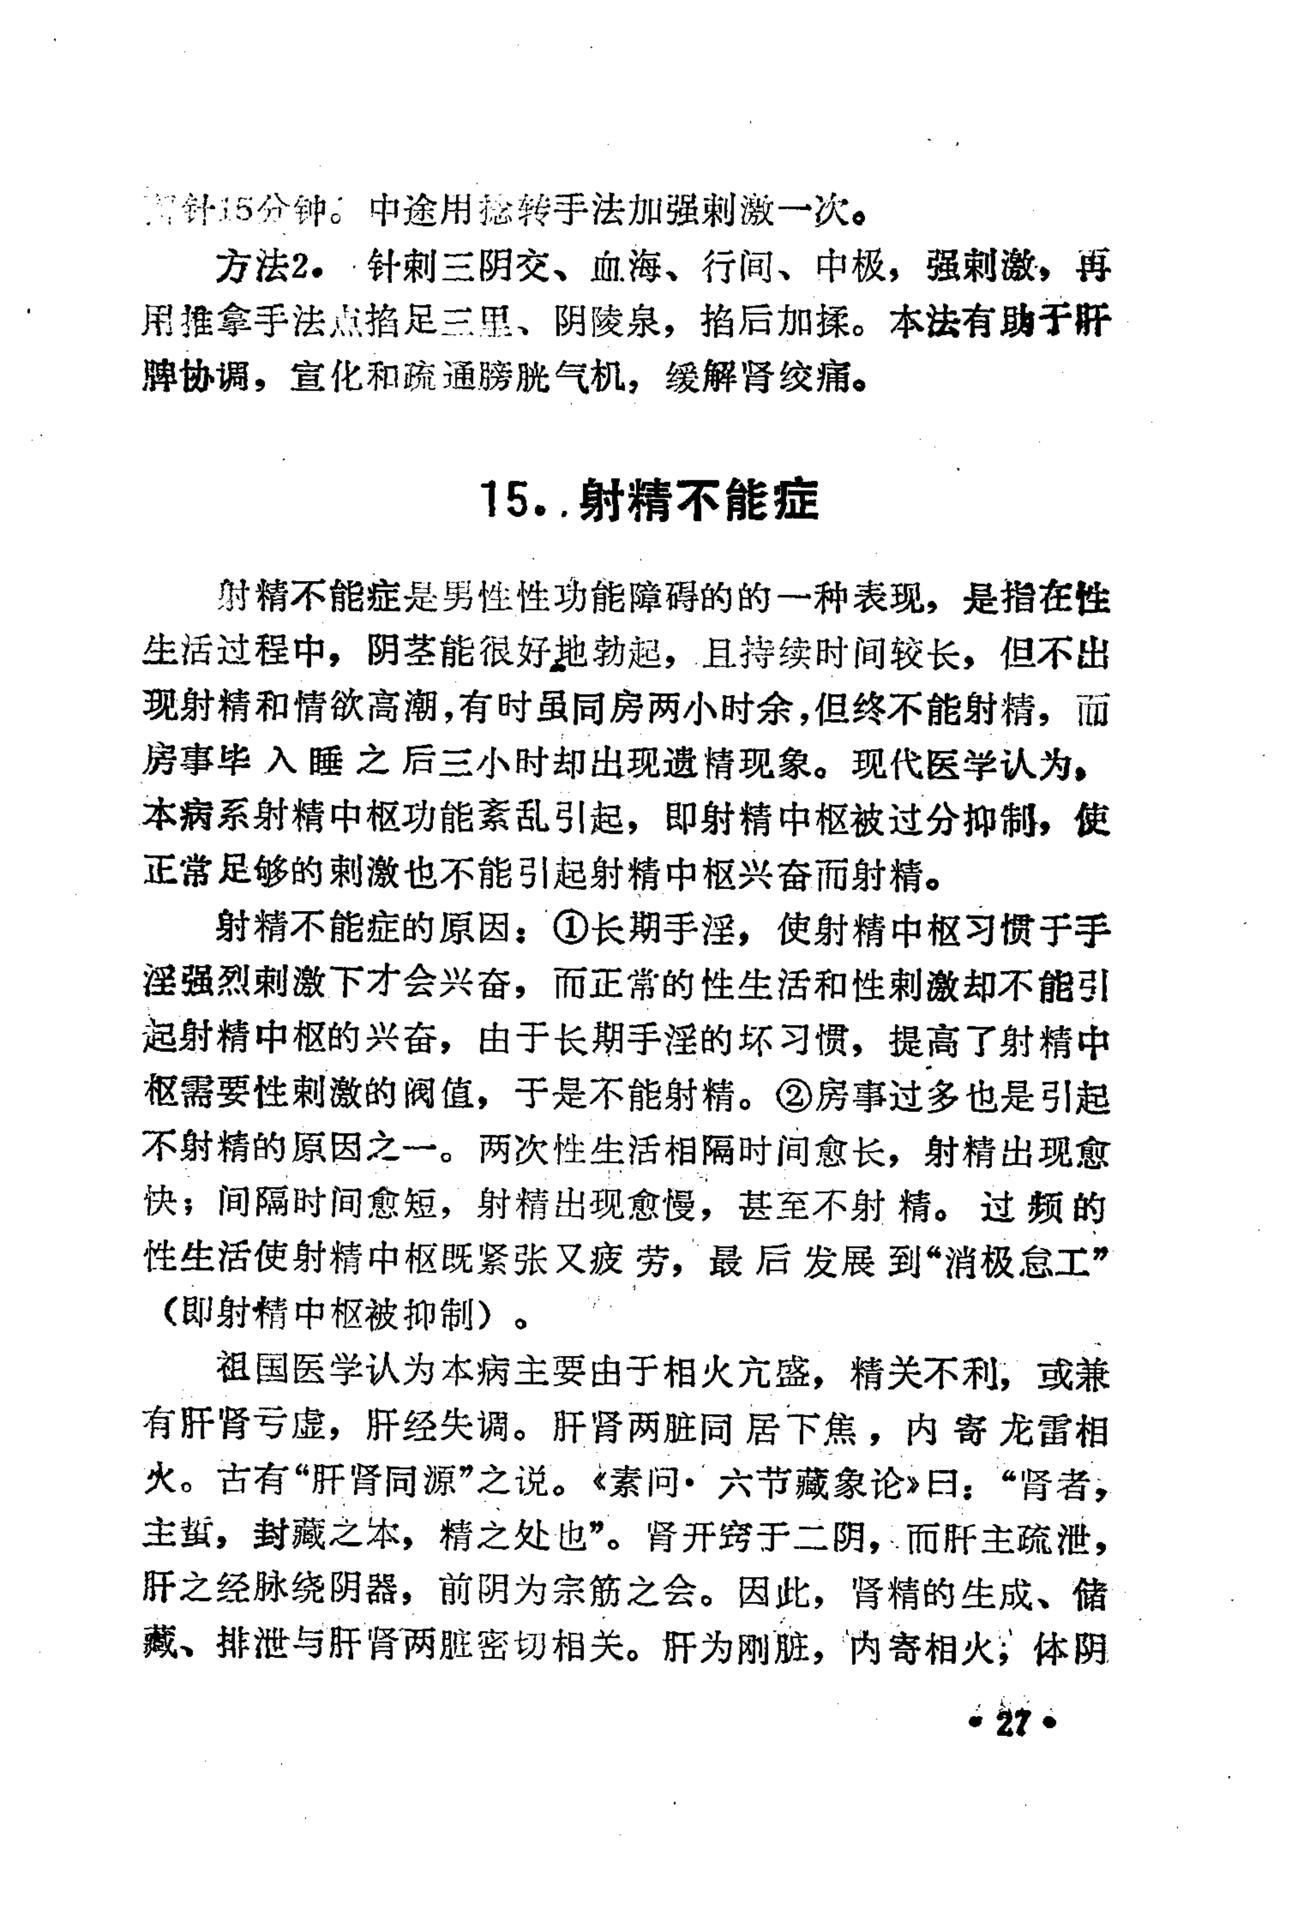 针15分钟。中途用捻转手法加强刺激一次。
方法2．针刺三阴交、血海、行间、中极，强刺激，再
用推拿手法点掐足三里、阴陵泉，掐后加揉。本法有助于肝
脾协调，宣化和疏通膀胱气机，缓解肾绞痛。
15．射精不能症
射精不能症是男性性功能障碍的的一种表现，是指在性
生活过程中，阴茎能很好地勃起，且持续时间较长，但不出
现射精和情欲高潮，有时虽同房两小时余，但终不能射精，而
房事毕入睡之后三小时却出现遗精现象。现代医学认为，
本病系射精中枢功能紊乱引起，即射精中枢被过分抑制，使
正常足够的刺激也不能引起射精中枢兴奋而射精。
射精不能症的原因：①长期手淫，使射精中枢习惯于手
淫强烈刺激下才会兴奋，而正常的性生活和性刺激却不能引
起射精中枢的兴奋，由于长期手淫的坏习惯，提高了射精中
枢需要性刺激的阀值，于是不能射精。②房事过多也是引起
不射精的原因之一。两次性生活相隔时间愈长，射精出现愈
快；间隔时间愈短，射精出现愈慢，甚至不射精。过频的
性生活使射精中枢既紧张又疲劳，最后发展到“消极怠工”
（即射精中枢被抑制）。
祖国医学认为本病主要由于相火亢盛，精关不利，或兼
有肝肾亏虚，肝经失调。肝肾两脏同居下焦，内寄龙雷相
火。古有“肝肾同源”之说。《素问·六节藏象论》曰：“肾者，
主蜇，封藏之本，精之处也”。肾开窍于二阴，而肝主疏泄，
肝之经脉绕阴器，前阴为宗筋之会。因此，肾精的生成、储
藏、排泄与肝肾两脏密切相关。肝为刚脏，内寄相火，体阴
·27·